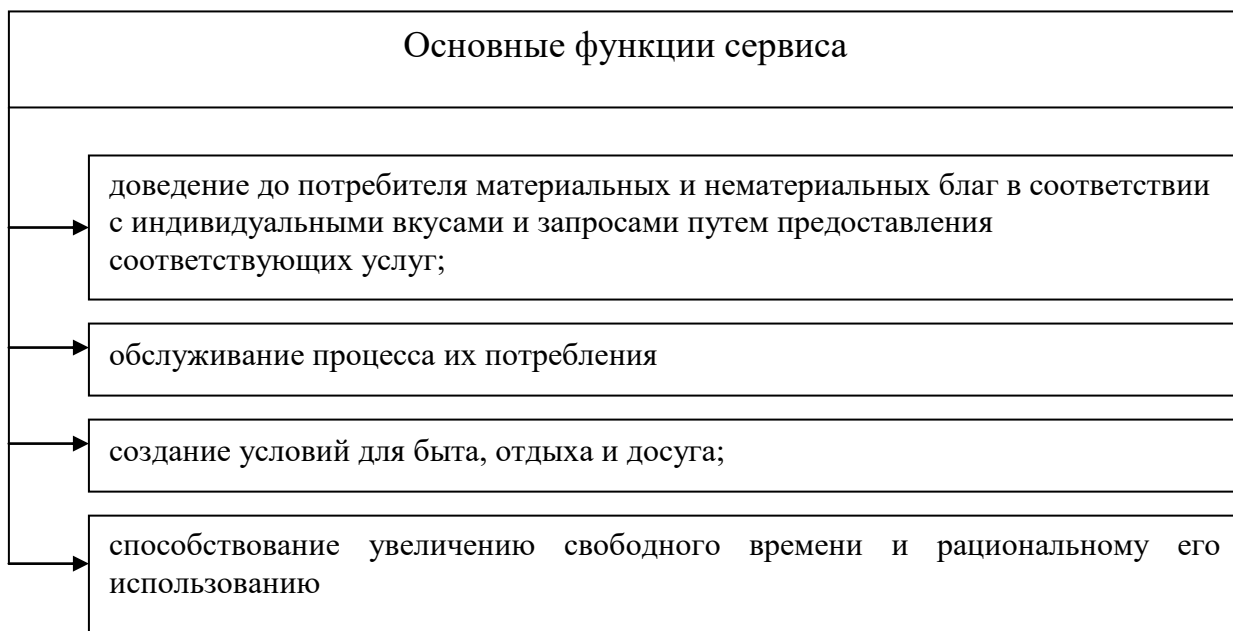 Основные функции сервиса
доведение до потребителя материальных и нематериальных благ в соответствии
с индивидуальными вкусами и запросами путем предоставления
соответствующих услуг;
обслуживание процесса их потребления
создание условий для быта, отдыха и досуга;
способствование увеличению свободного времени и рациональному его
использованию